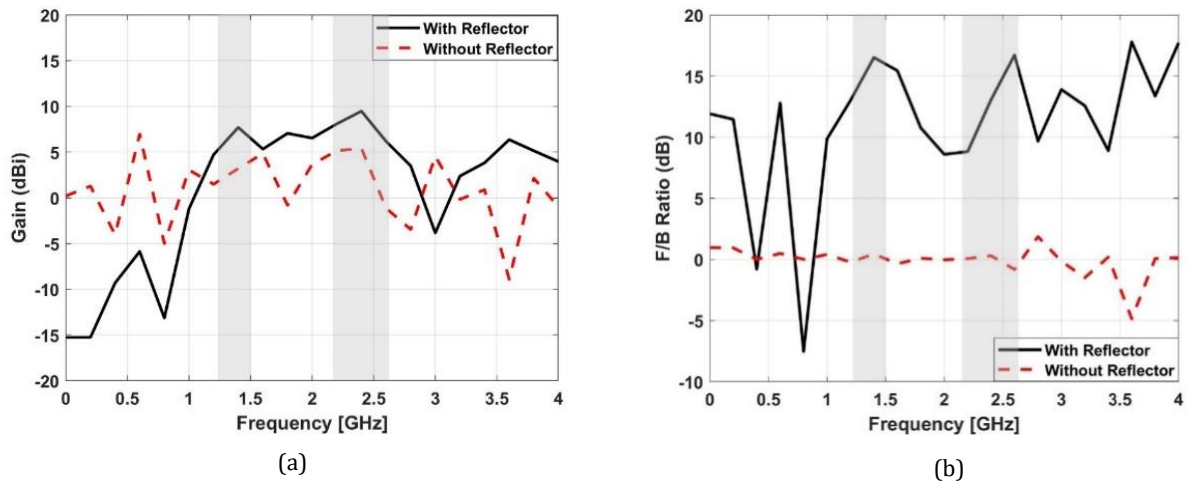 20
15
10
5
0
-5
-10
-15
-20
Gain (dBi)
With Reflector
Without Reflector
0 0.5 1 1.5 2 2.5 3 3.5 4
Frequency [GHz]
(a)
20
15
10
5
0
-5
-10
F/B Ratio (dB)
With Reflector
Without Reflector
0 0.5 1 1.5 2 2.5 3 3.5 4
Frequency [GHz]
(b)